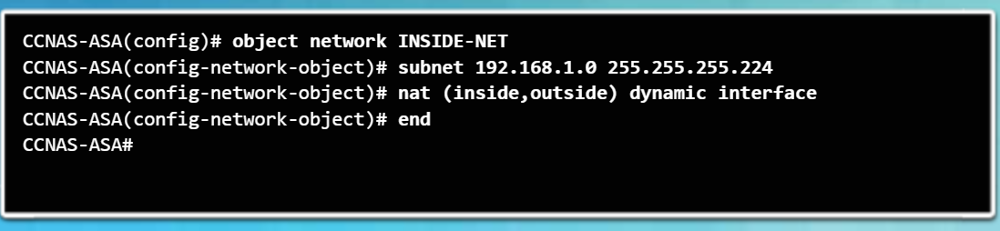 CCNAS-ASA(config)# object network INSIDE-NET
CCNAS-ASA(config-network-object)# subnet 192.168.1.0 255.255.255.224
CCNAS-ASA(config-network-object)# nat (inside,outside) dynamic interface
CCNAS-ASA(config-network-object)# end
CCNAS-ASA#